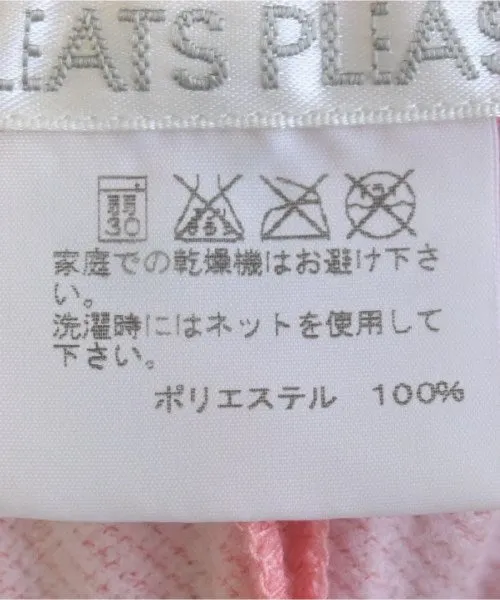 LEATS PLEAS
弱
30
家庭での乾燥機はお避け下さ
い。
洗濯時にはネットを使用して
下さい。
ポリエステル 100%